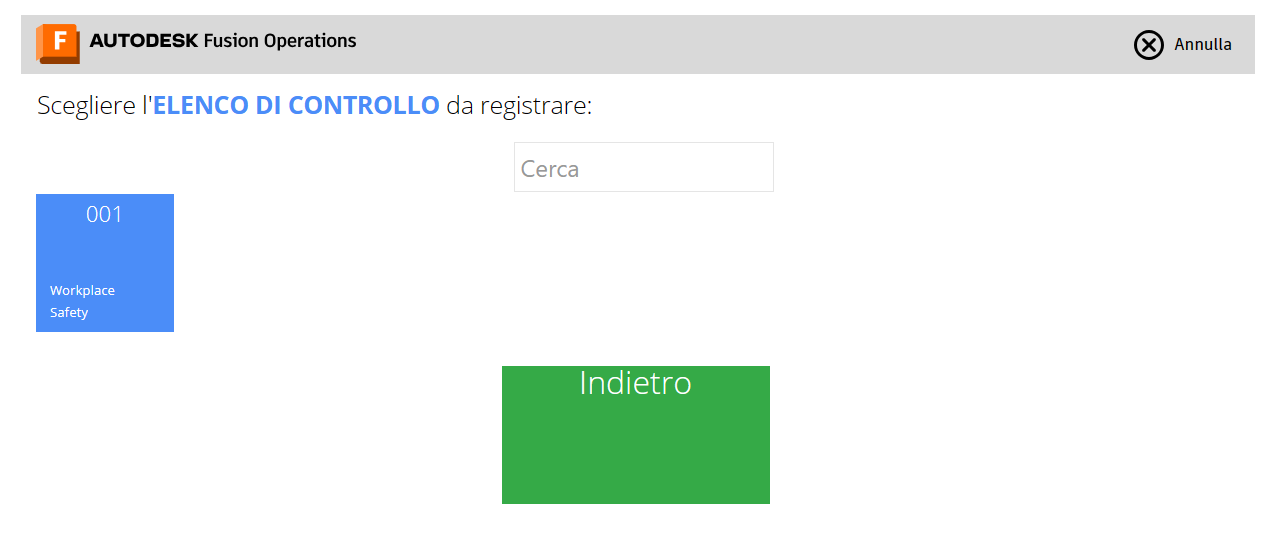 F AUTODESK Fusion Operations
Annulla
Scegliere l'ELENCO DI CONTROLLO da registrare:
Cerca
001
Workplace
Safety
Indietro